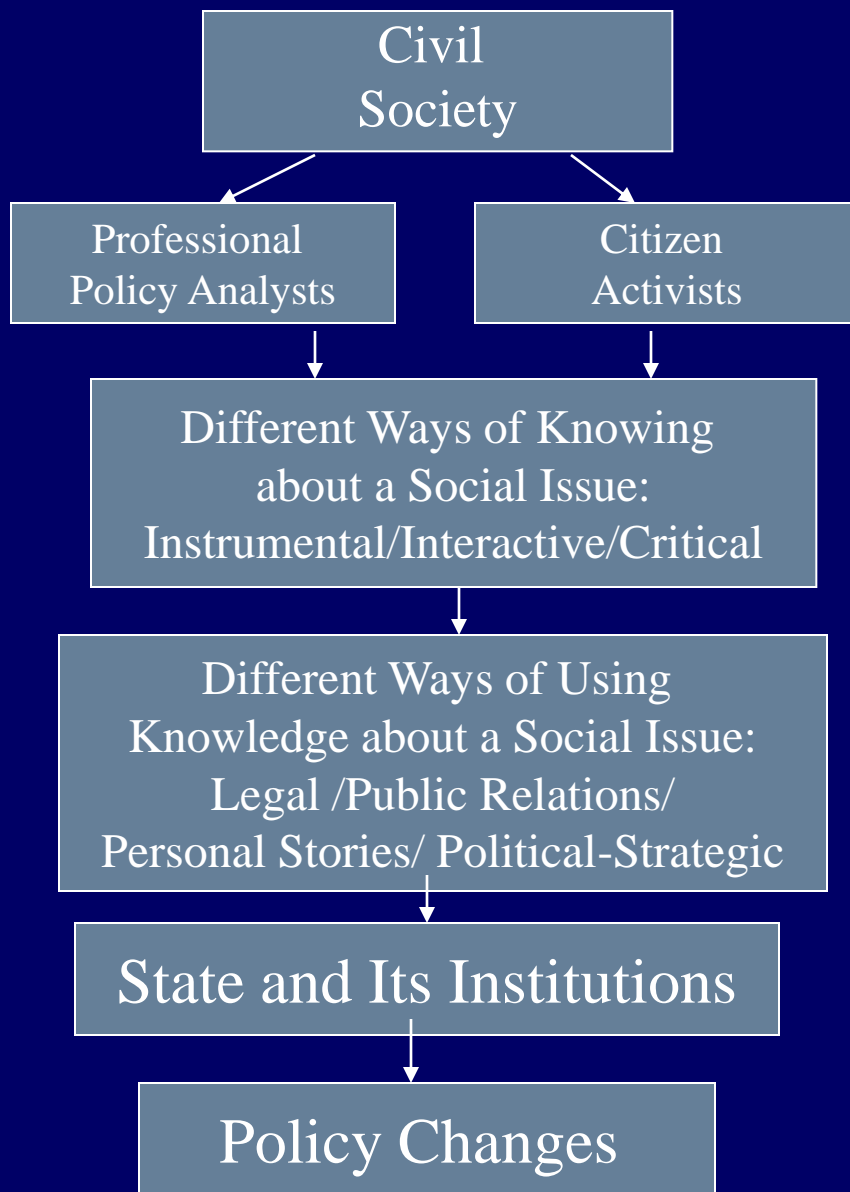 Civil
Society
Professional
Policy Analysts
Citizen
Activists
Different Ways of Knowing
about a Social Issue:
Instrumental/Interactive/Critical
Different Ways of Using
Knowledge about a Social Issue:
Legal /Public Relations/
Personal Stories/ Political-Strategic
State and Its Institutions
Policy Changes